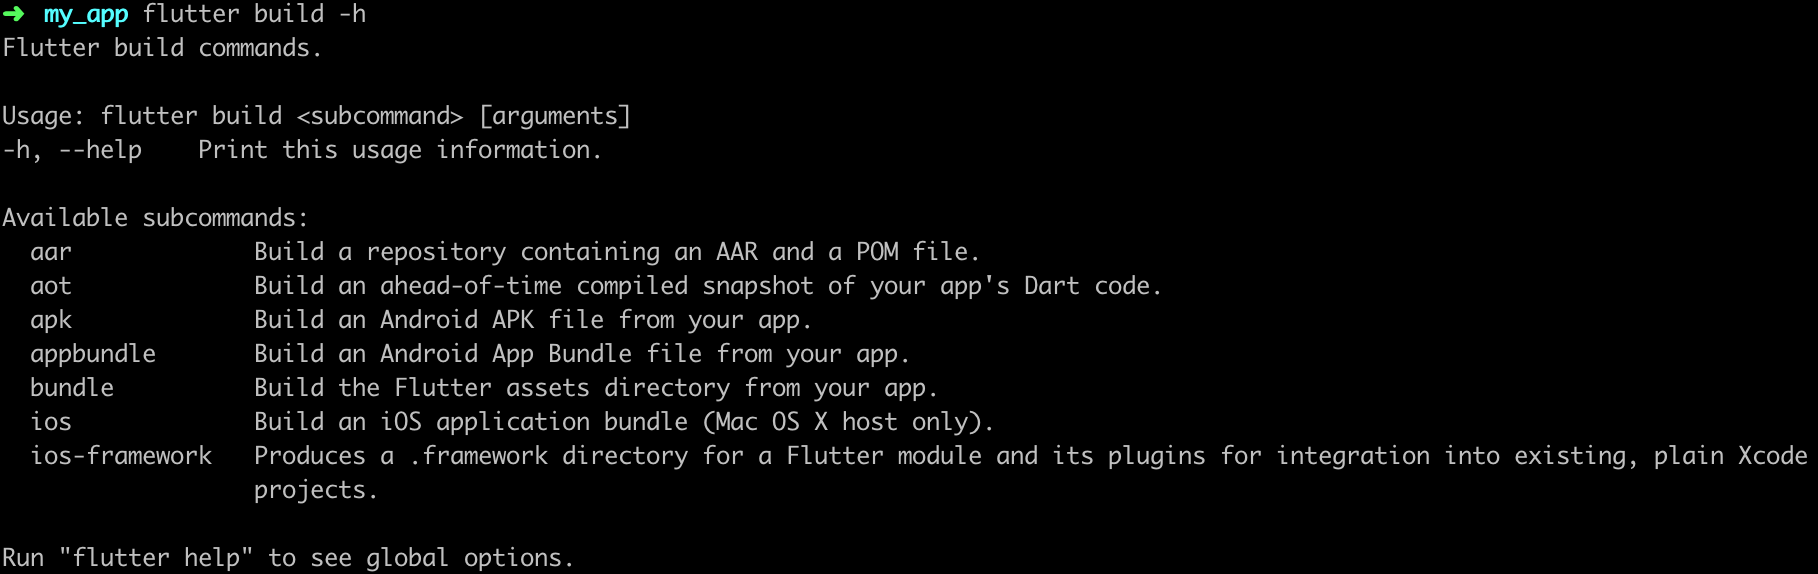 ➜ my_app flutter build -h
Flutter build commands.
Usage: flutter build <subcommand> [arguments]
-h, --help    Print this usage information.
Available subcommands:
  aar             Build a repository containing an AAR and a POM file.
  aot             Build an ahead-of-time compiled snapshot of your app's Dart code.
  apk             Build an Android APK file from your app.
  appbundle       Build an Android App Bundle file from your app.
  bundle          Build the Flutter assets directory from your app.
  ios             Build an iOS application bundle (Mac OS X host only).
  ios-framework   Produces a .framework directory for a Flutter module and its plugins for integration into existing, plain Xcode
                  projects.
Run "flutter help" to see global options.